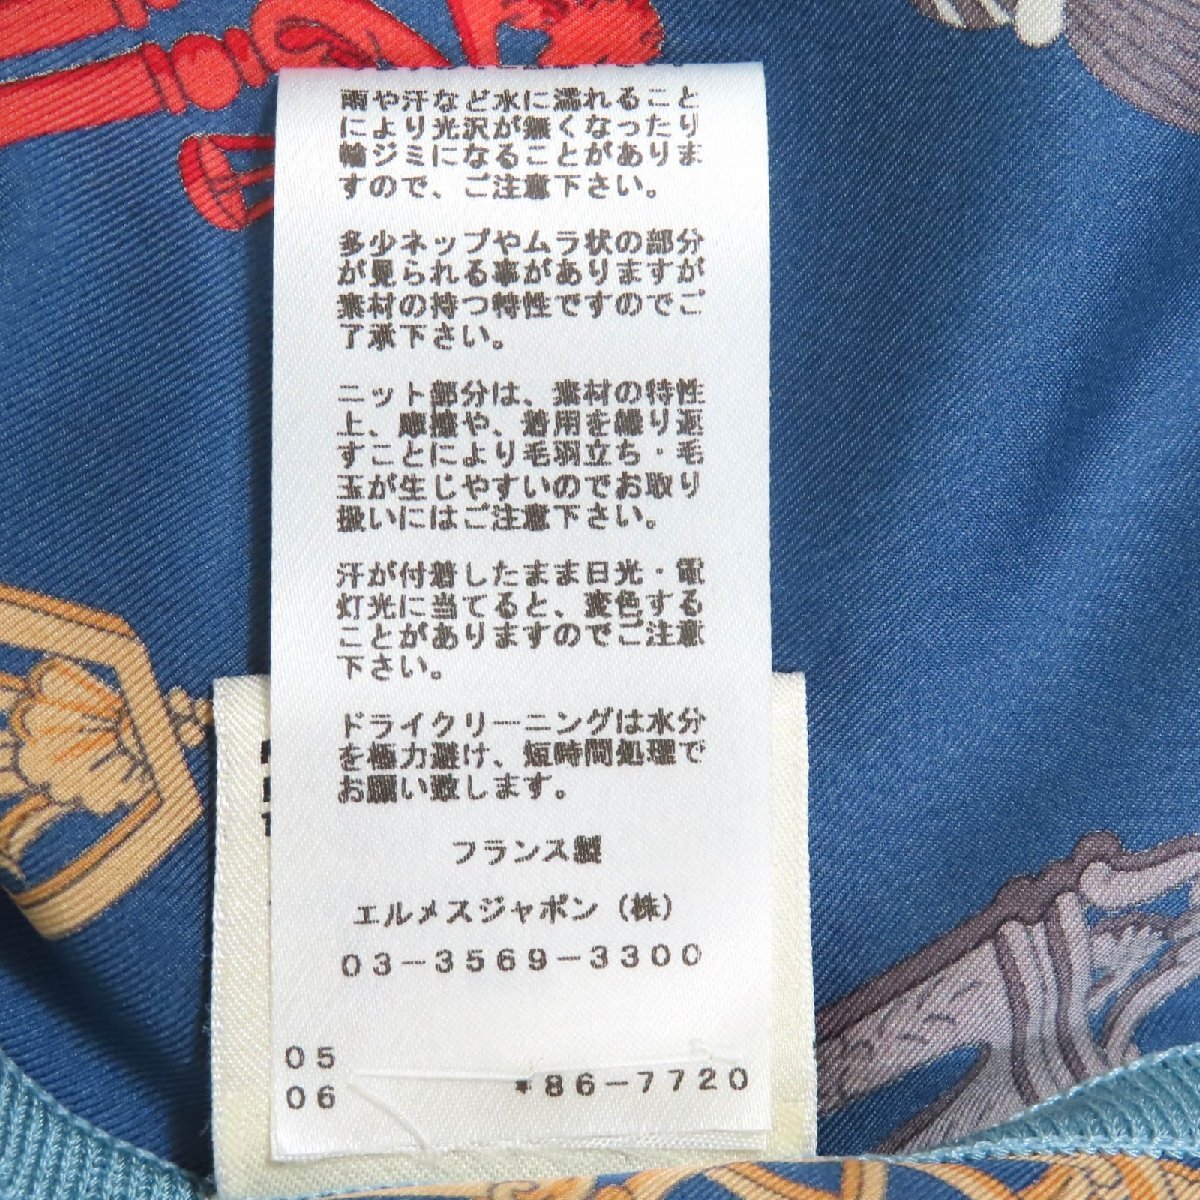 雨や汗など水に濡れること
により光沢が無くなったり
輪ジミになることがありま
すので、ご注意下さい。
多少ネップやムラ状の部分
が見られる事がありますが
素材の持つ特性ですのでご
了承下さい。
ニット部分は、素材の特性
上、摩擦や、着用を繰り返
すことにより毛羽立ち・毛
玉が生じやすいのでお取り
扱いにはご注意下さい。
汗が付着したまま日光・電
灯光に当てると、変色する
ことがありますのでご注意
下さい。
ドライクリーニングは水分
を極力避け、短時間処理で
お願い致します。
フランス製
エルメスジャポン（株）
03-3569-3300
05
06
*86-7720